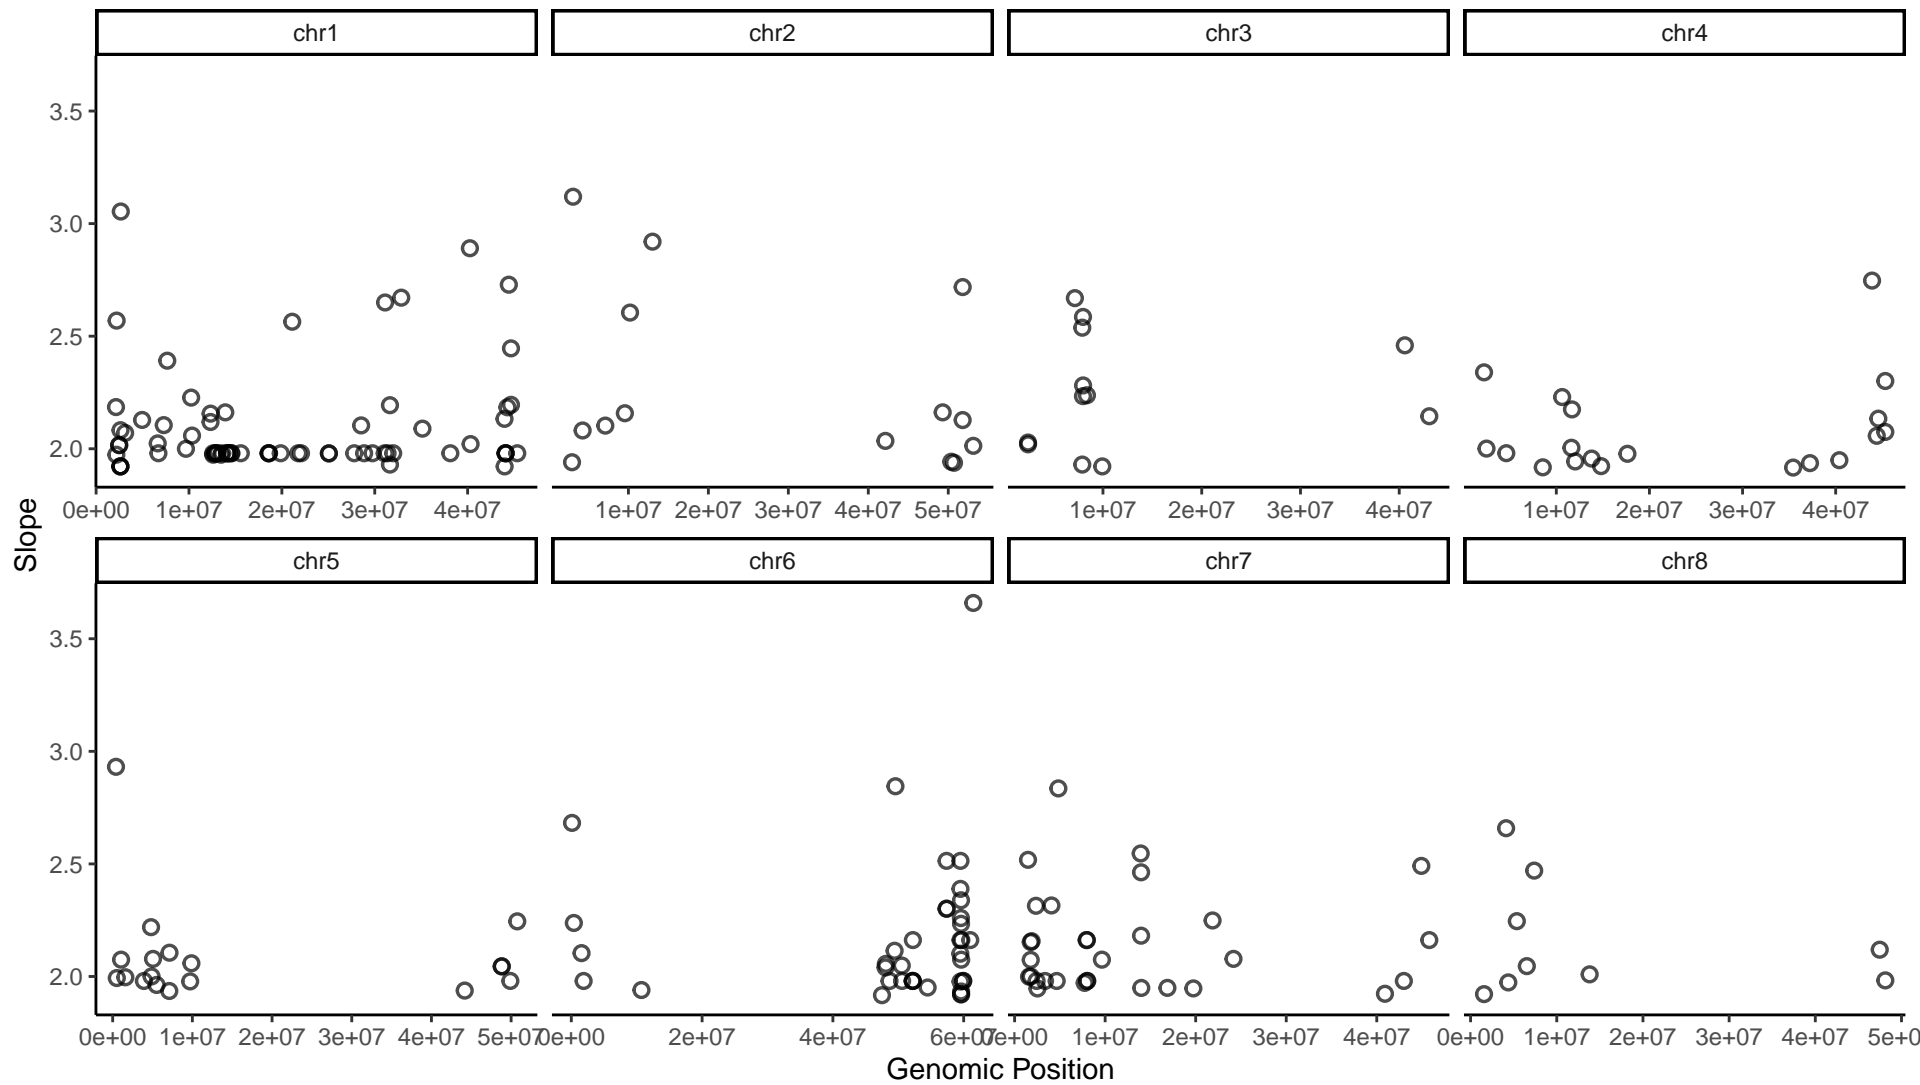 chr1 chr2 chr3 chr4
3.5
3.0
2.5
2.0
0e+00 1e+07 2e+07 3e+07 4e+07 1e+07 2e+07 3e+07 4e+07 5e+07 1e+07 2e+07 3e+07 4e+07 1e+07 2e+07 3e+07 4e+07
Slope
chr5 chr6 chr7 chr8
3.5
3.0
2.5
2.0
0e+00 1e+07 2e+07 3e+07 4e+07 5e+07 0e+00 2e+07 4e+07 6e+07 0e+00 1e+07 2e+07 3e+07 4e+07 0e+00 1e+07 2e+07 3e+07 4e+07 5e+0
Genomic Position